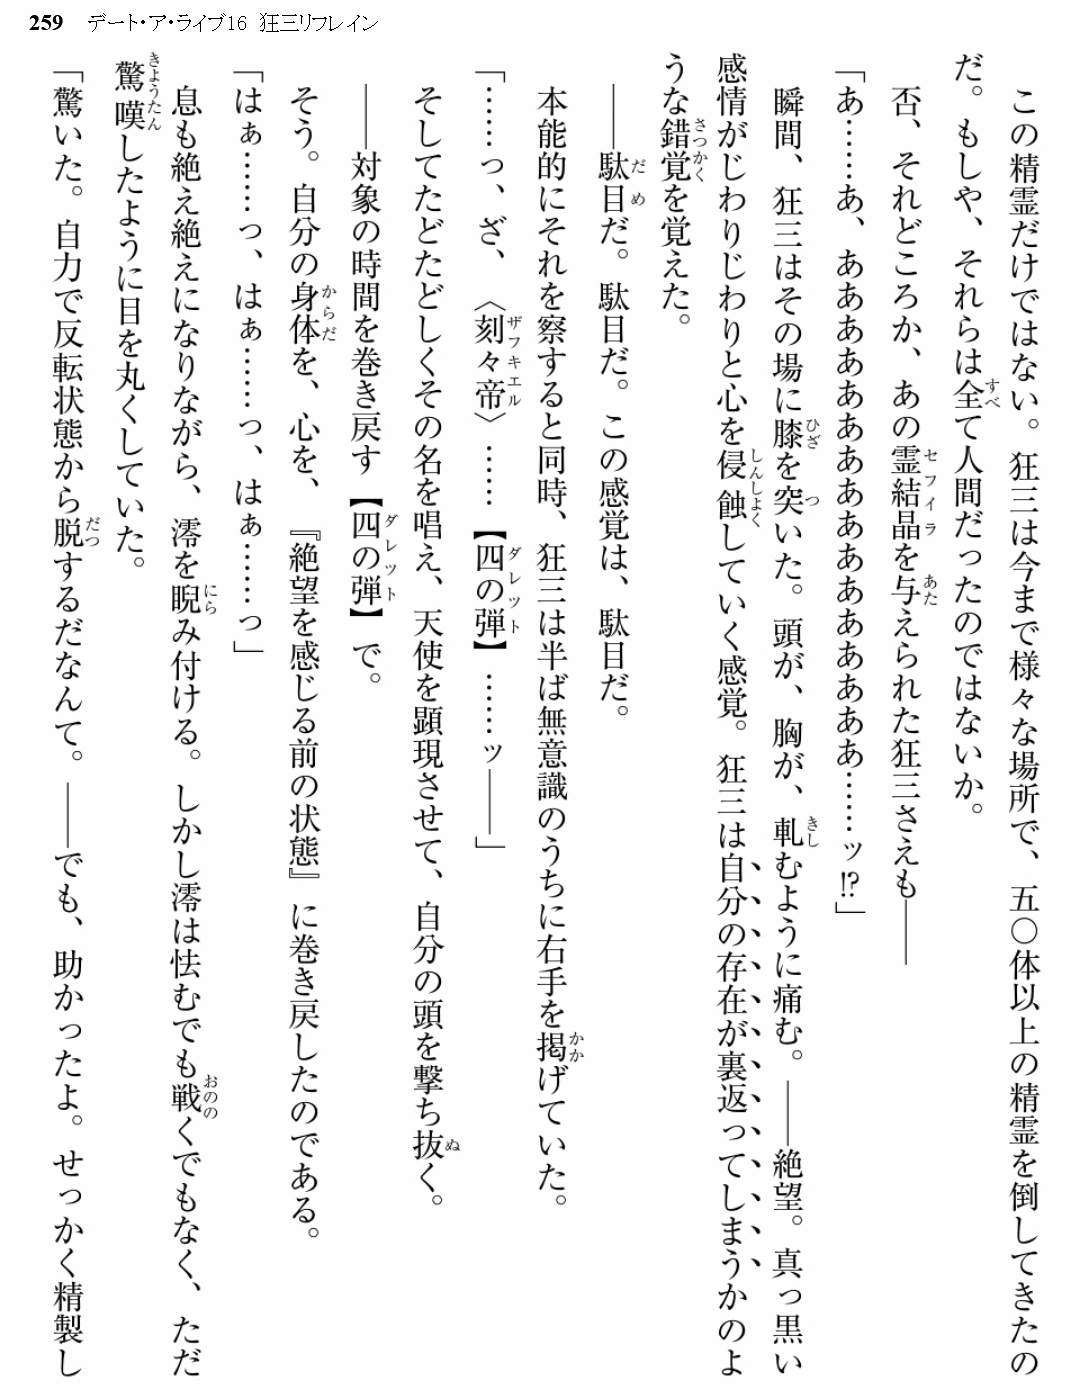 259 デート・ア・ライブ16 狂三リフレイン
この精霊だけではない。狂三は今まで様々な場所で、五〇体以上の精霊を倒してきたの
だ。もしや、それらは全て人間だったのではないか。
否、それどころか、あの霊結晶を与えられた狂三さえも――
「あ……あ、ああああああああああああああああ……ッ!?」
瞬間、狂三はその場に膝を突いた。頭が、胸が、軋むように痛む。――絶望。真っ黒い
感情がじわりじわりと心を侵蝕していく感覚。狂三は自分の存在が裏返ってしまうかのよ
うな錯覚を覚えた。
――駄目だ。駄目だ。この感覚は、駄目だ。
本能的にそれを察すると同時、狂三は半ば無意識のうちに右手を掲げていた。
「……っ、ざ、〈刻々帝〉……【四の弾】……ッ――」
そしてたどたどしくその名を唱え、天使を顕現させて、自分の頭を撃ち抜く。
――対象の時間を巻き戻す【四の弾】で。
そう。自分の身体を、心を、『絶望を感じる前の状態』に巻き戻したのである。
「はぁ……っ、はぁ……っ、はぁ……っ」
息も絶え絶えになりながら、澪を睨み付ける。しかし澪は怯むでも戦くでもなく、ただ
驚嘆したように目を丸くしていた。
「驚いた。自力で反転状態から脱するだなんて。――でも、助かったよ。せっかく精製し